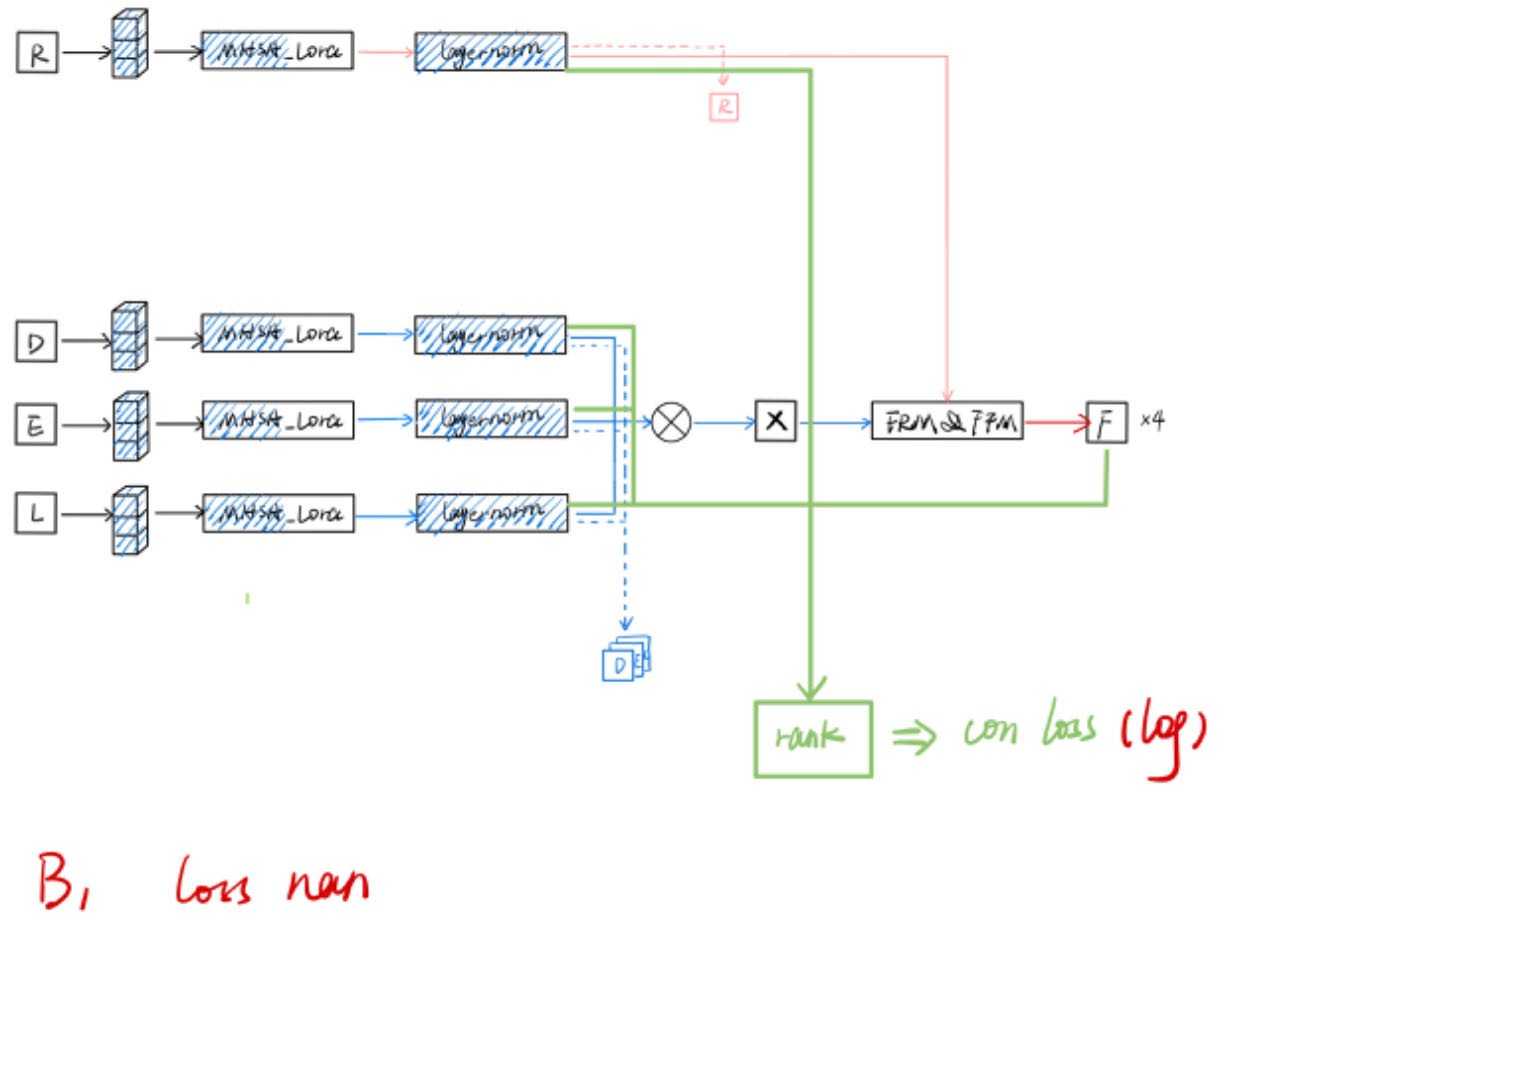 R MHSA_Lora layernorm
R
D MHSA_Lora layernorm
E MHSA_Lora layernorm X FRM & FFM F ×4
L MHSA_Lora layernorm
D E L
rank ⇒ con loss (log)
B, loss nan